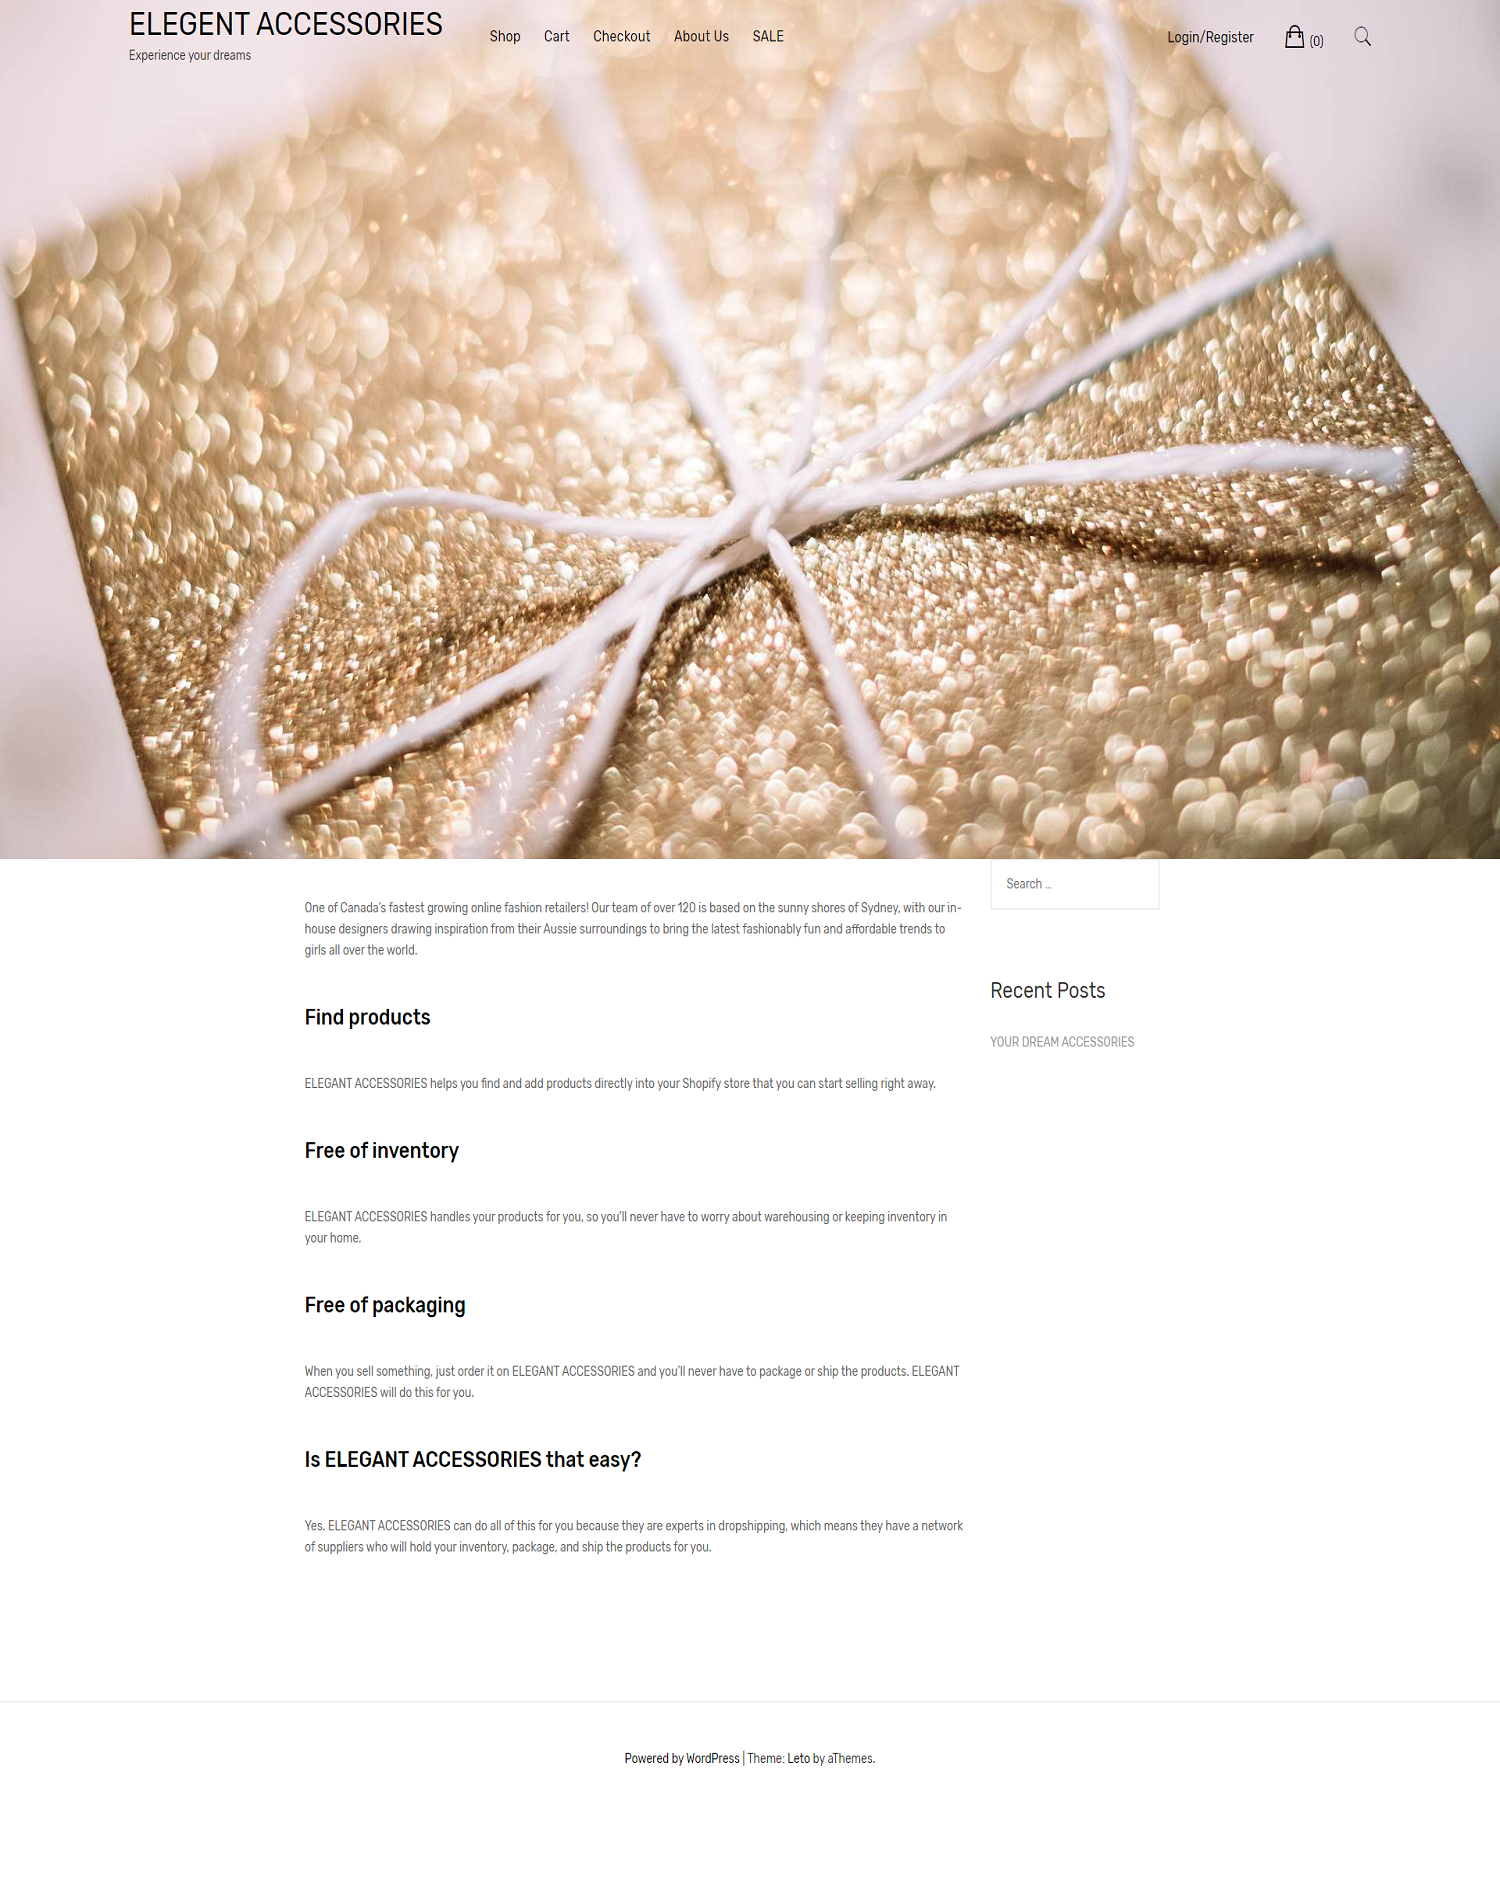 ELEGENT ACCESSORIES
Experience your dreams
Shop Cart Checkout About Us SALE
Login/Register (0)
Search ...
One of Canada's fastest growing online fashion retailers! Our team of over 120 is based on the sunny shores of Sydney, with our in-
house designers drawing inspiration from their Aussie surroundings to bring the latest fashionably fun and affordable trends to
girls all over the world.
Recent Posts
YOUR DREAM ACCESSORIES
Find products
ELEGANT ACCESSORIES helps you find and add products directly into your Shopify store that you can start selling right away.
Free of inventory
ELEGANT ACCESSORIES handles your products for you, so you'll never have to worry about warehousing or keeping inventory in
your home.
Free of packaging
When you sell something, just order it on ELEGANT ACCESSORIES and you'll never have to package or ship the products. ELEGANT
ACCESSORIES will do this for you.
Is ELEGANT ACCESSORIES that easy?
Yes. ELEGANT ACCESSORIES can do all of this for you because they are experts in dropshipping, which means they have a network
of suppliers who will hold your inventory, package, and ship the products for you.
Powered by WordPress | Theme: Leto by aThemes.